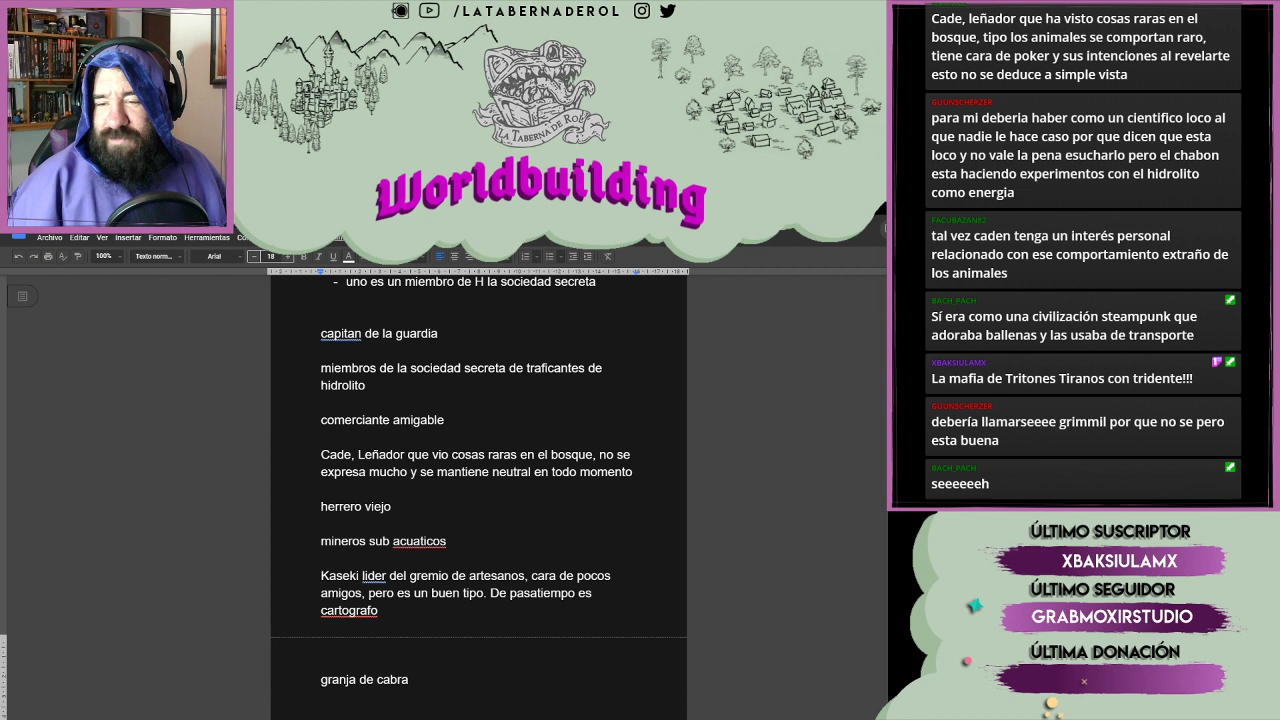 /LATABERNADEROL
LA TABERNA DE ROL
Worldbuilding
Archivo Editar Ver Insertar Formato Herramientas
100% Texto norm... Arial 18
- uno es un miembro de H la sociedad secreta
capitan de la guardia
miembros de la sociedad secreta de traficantes de
hidrolito
comerciante amigable
Cade, Leñador que vio cosas raras en el bosque, no se
expresa mucho y se mantiene neutral en todo momento
herrero viejo
mineros sub acuaticos
Kaseki lider del gremio de artesanos, cara de pocos
amigos, pero es un buen tipo. De pasatiempo es
cartografo
granja de cabra
Cade, leñador que ha visto cosas raras en el
bosque, tipo los animales se comportan raro,
tiene cara de poker y sus intenciones al revelarte
esto no se deduce a simple vista
GUUNSCHERZER
para mi deberia haber como un cientifico loco al
que nadie le hace caso por que dicen que esta
loco y no vale la pena esucharlo pero el chabon
esta haciendo experimentos con el hidrolito
como energia
FACUBAZAN82
tal vez caden tenga un interés personal
relacionado con ese comportamiento extraño de
los animales
BACH_PACH
Sí era como una civilización steampunk que
adoraba ballenas y las usaba de transporte
XBAKSIULAMX
La mafia de Tritones Tiranos con tridente!!!
GUUNSCHERZER
debería llamarseeee grimmil por que no se pero
esta buena
BACH_PACH
seeeeeeh
ÚLTIMO SUSCRIPTOR
XBAKSIULAMX
ÚLTIMO SEGUIDOR
GRABMOXIRSTUDIO
ÚLTIMA DONACIÓN